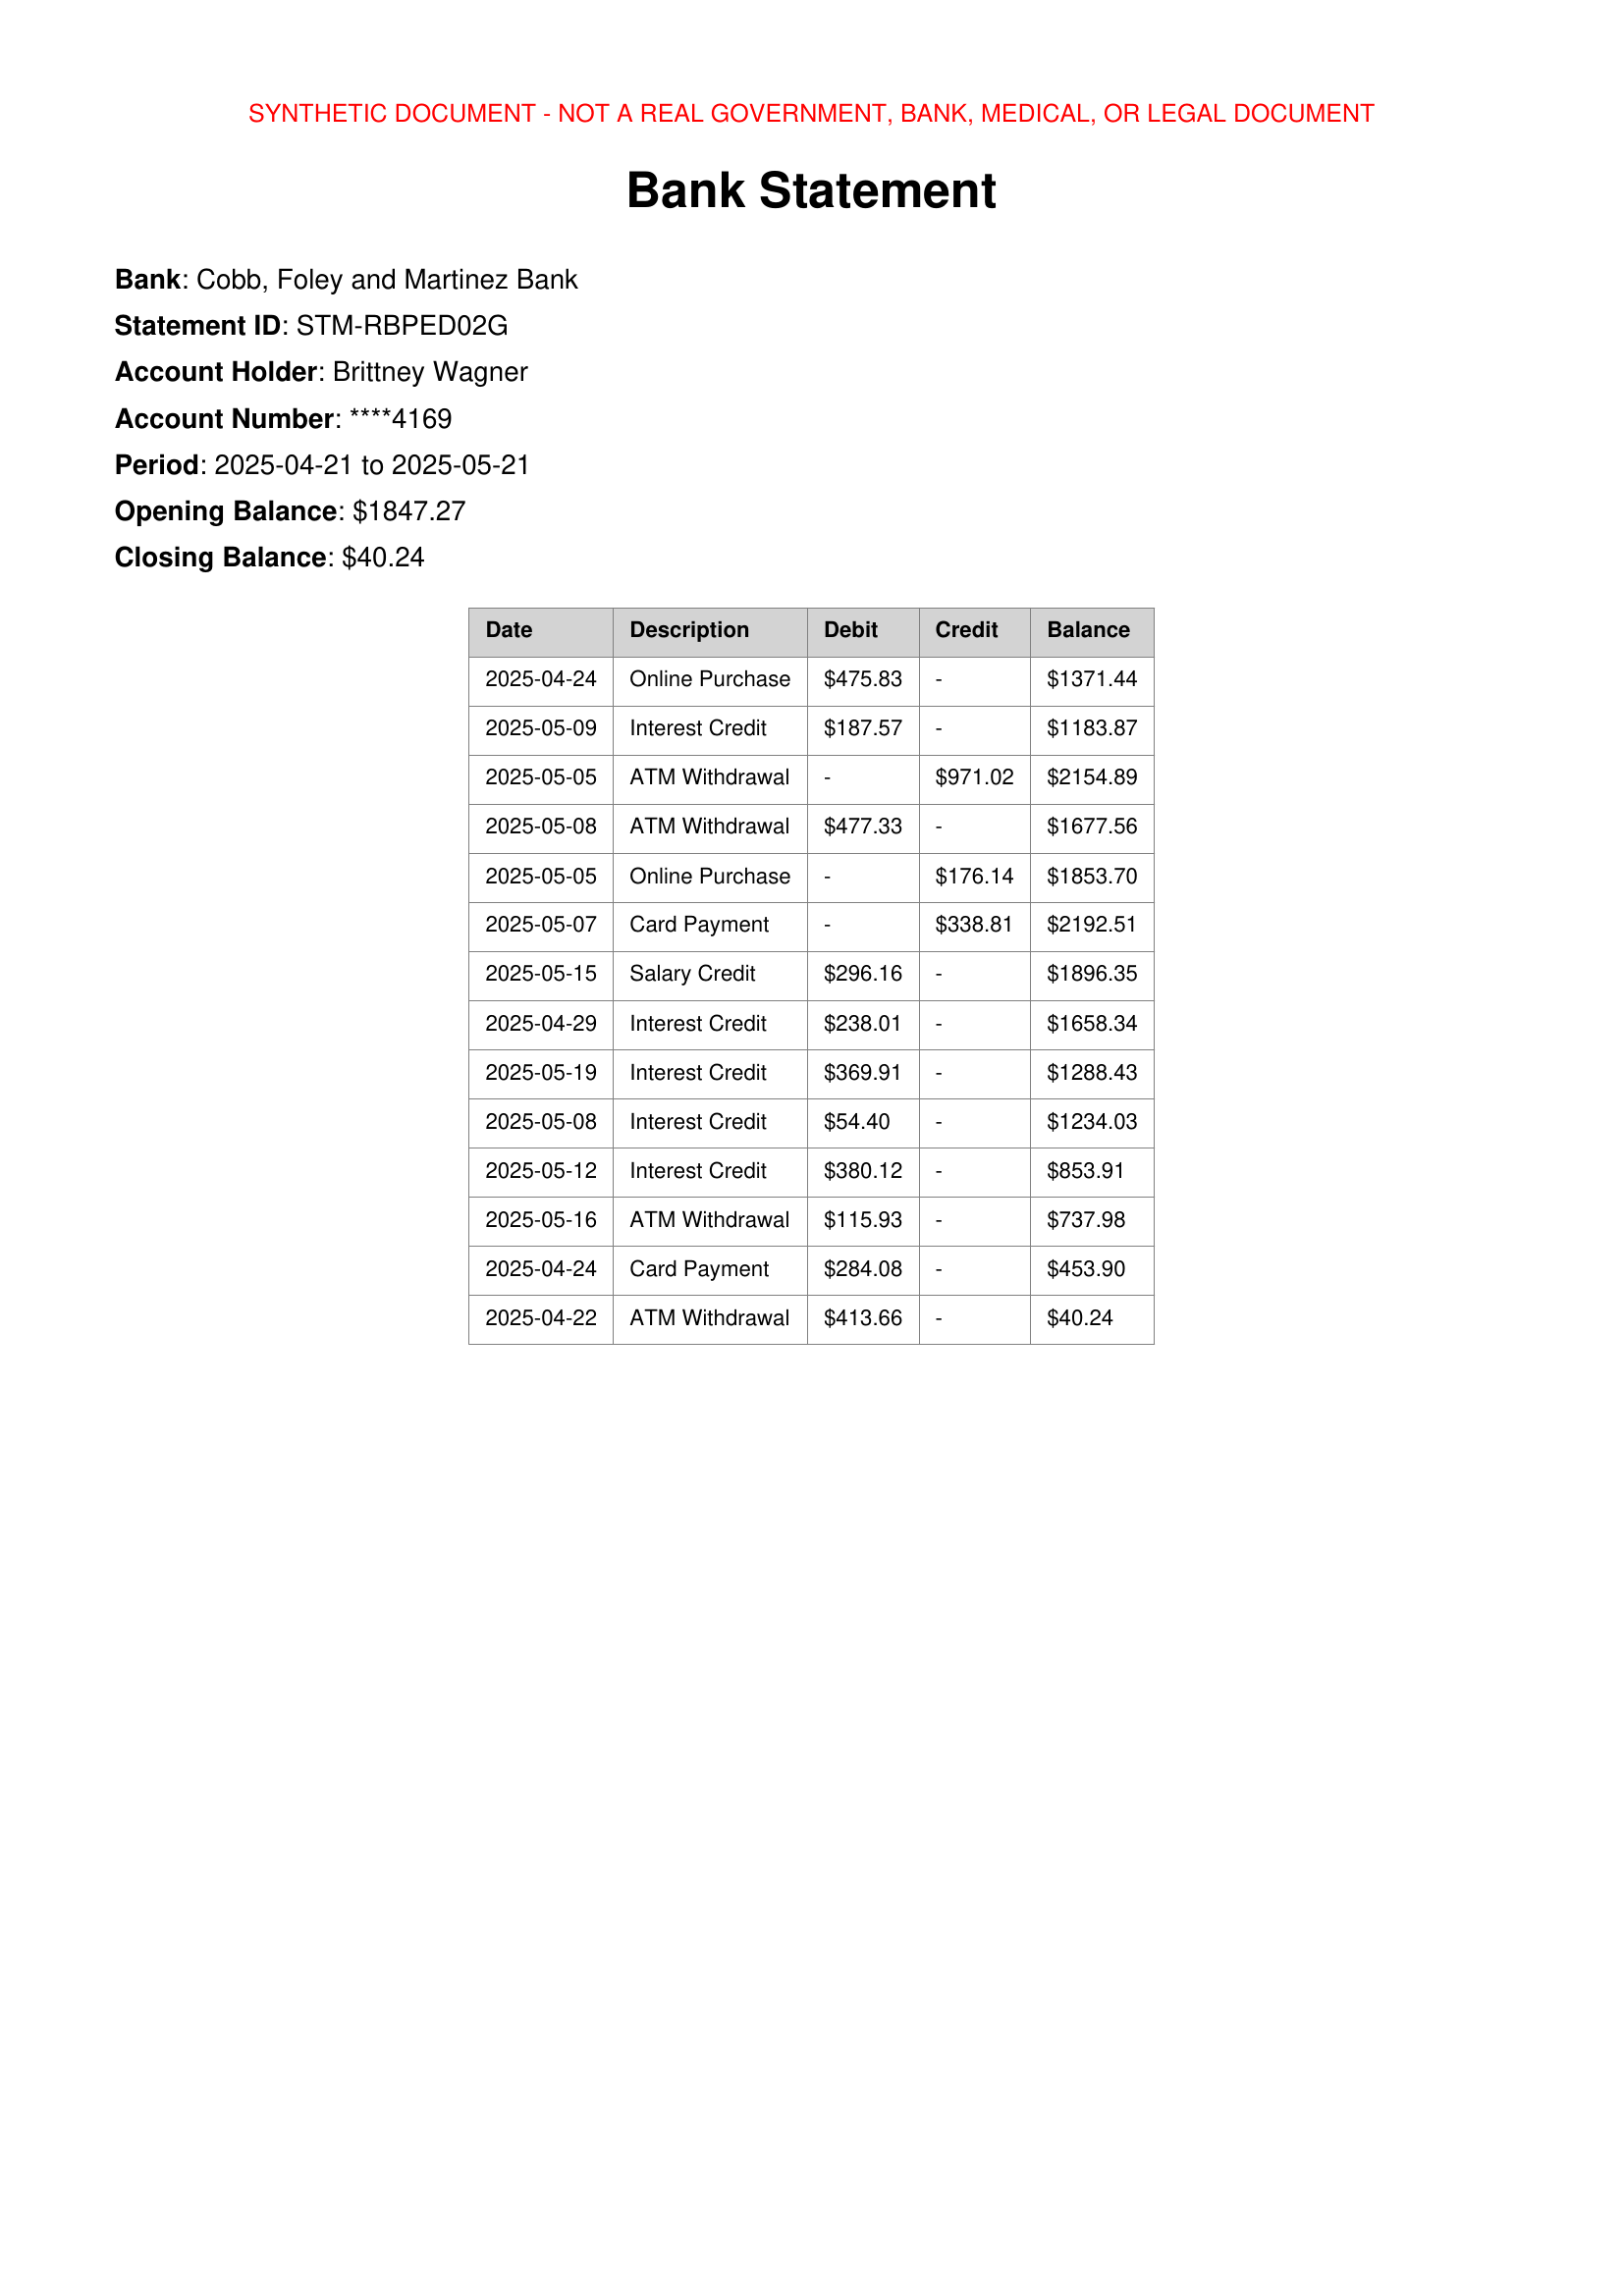 SYNTHETIC DOCUMENT - NOT A REAL GOVERNMENT, BANK, MEDICAL, OR LEGAL DOCUMENT
Bank Statement
Bank: Cobb, Foley and Martinez Bank
Statement ID: STM-RBPED02G
Account Holder: Brittney Wagner
Account Number: ****4169
Period: 2025-04-21 to 2025-05-21
Opening Balance: $1847.27
Closing Balance: $40.24
Date Description Debit Credit Balance
2025-04-24 Online Purchase $475.83 - $1371.44
2025-05-09 Interest Credit $187.57 - $1183.87
2025-05-05 ATM Withdrawal - $971.02 $2154.89
2025-05-08 ATM Withdrawal $477.33 - $1677.56
2025-05-05 Online Purchase - $176.14 $1853.70
2025-05-07 Card Payment - $338.81 $2192.51
2025-05-15 Salary Credit $296.16 - $1896.35
2025-04-29 Interest Credit $238.01 - $1658.34
2025-05-19 Interest Credit $369.91 - $1288.43
2025-05-08 Interest Credit $54.40 - $1234.03
2025-05-12 Interest Credit $380.12 - $853.91
2025-05-16 ATM Withdrawal $115.93 - $737.98
2025-04-24 Card Payment $284.08 - $453.90
2025-04-22 ATM Withdrawal $413.66 - $40.24